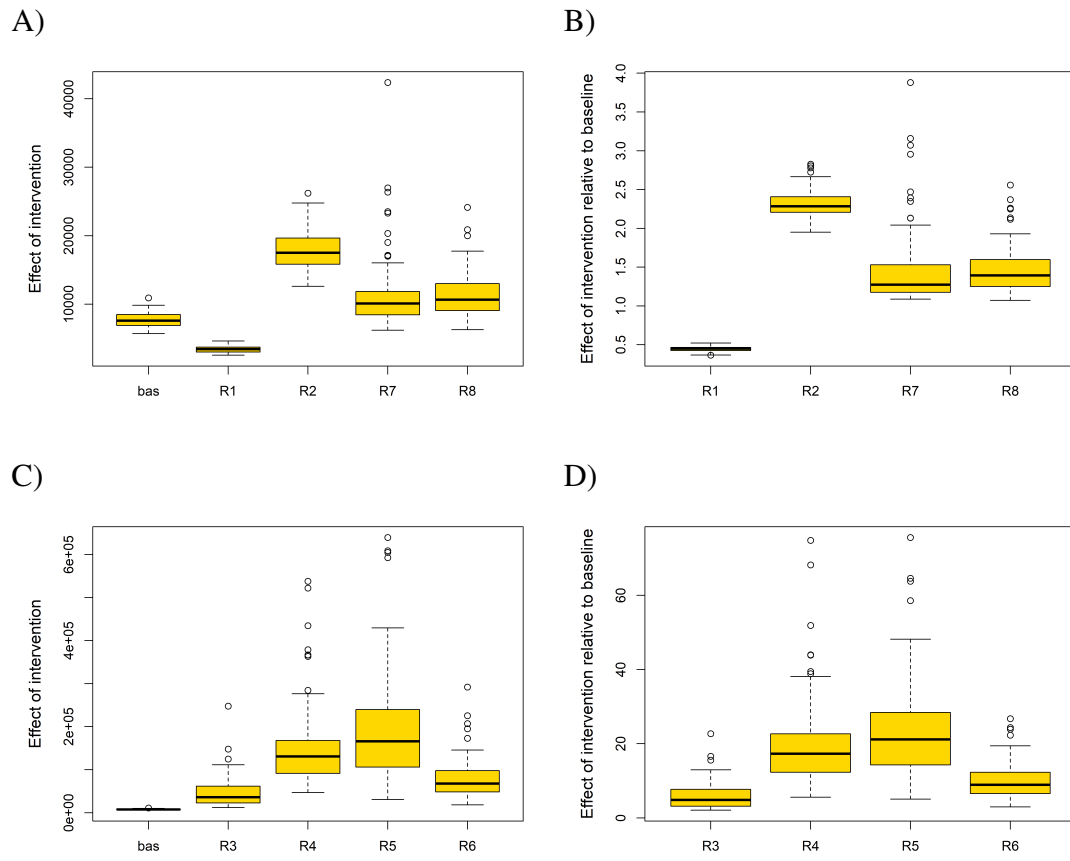 A)
Effect of intervention
40000
30000
20000
10000
bas R1 R2 R7 R8
B)
Effect of intervention relative to baseline
4.0
3.5
3.0
2.5
2.0
1.5
1.0
0.5
R1 R2 R7 R8
C)
Effect of intervention
6e+05
4e+05
2e+05
0e+00
bas R3 R4 R5 R6
D)
Effect of intervention relative to baseline
60
40
20
0
R3 R4 R5 R6